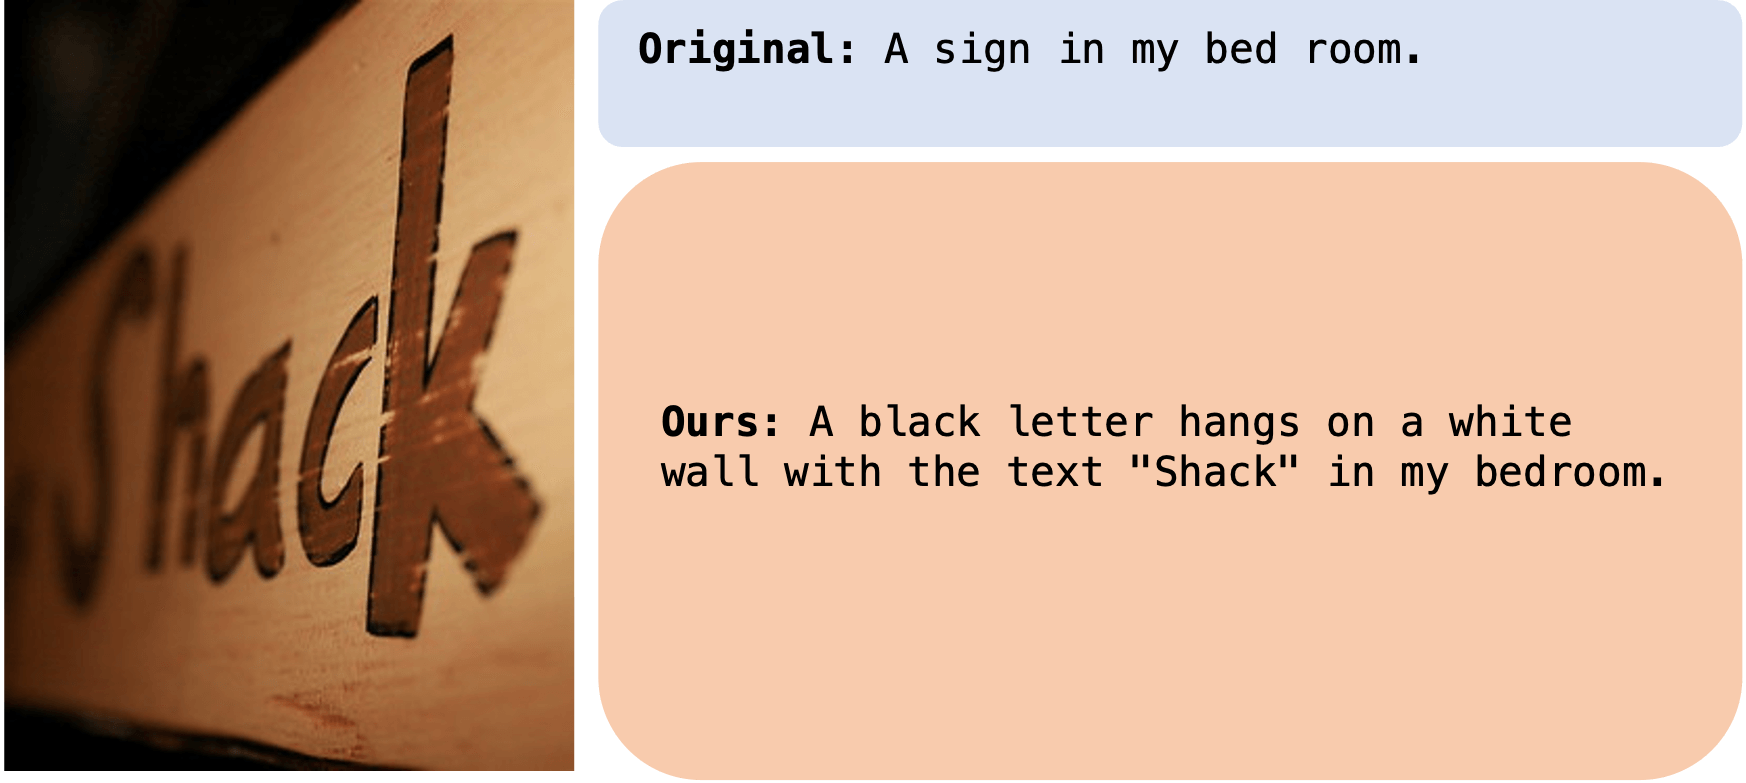 Shack
Original: A sign in my bed room.
Ours: A black letter hangs on a white
wall with the text "Shack" in my bedroom.